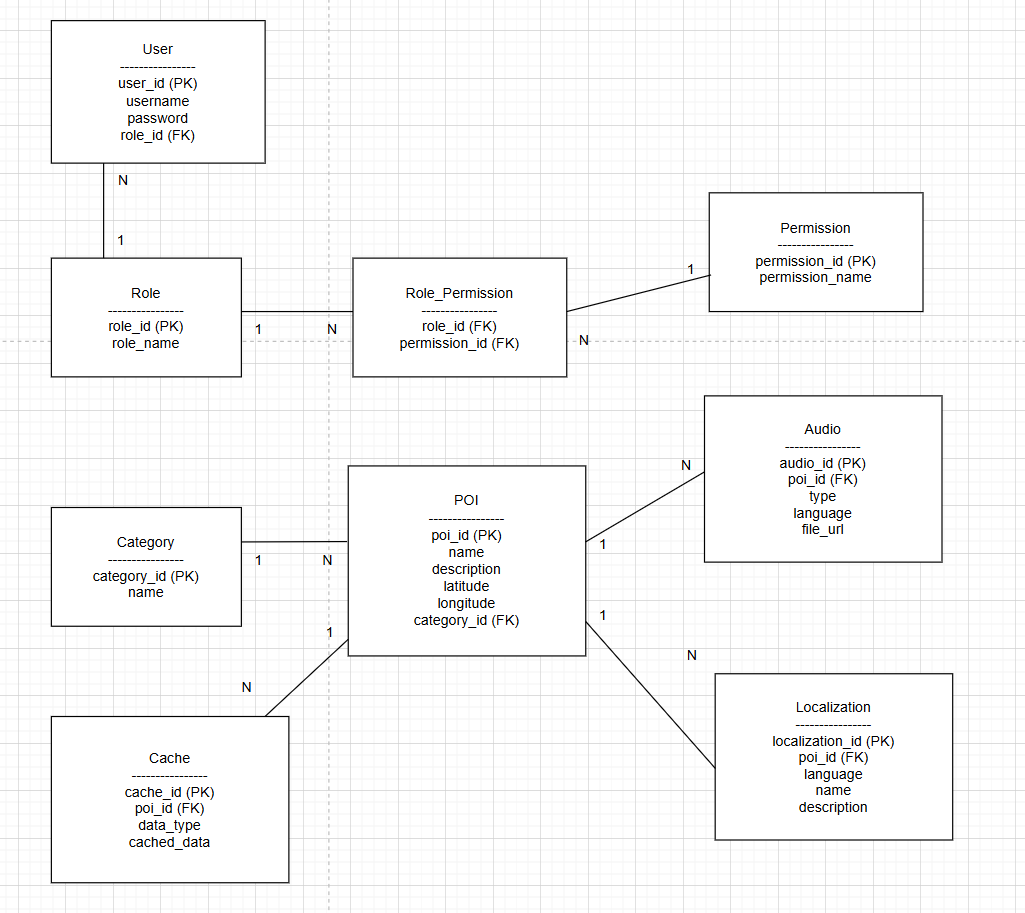 User
----------------
user_id (PK)
username
password
role_id (FK)
N
1
Role
----------------
role_id (PK)
role_name
1
N
Role_Permission
----------------
role_id (FK)
permission_id (FK)
1
N
Permission
----------------
permission_id (PK)
permission_name
Category
----------------
category_id (PK)
name
1
N
POI
----------------
poi_id (PK)
name
description
latitude
longitude
category_id (FK)
N
1
Audio
----------------
audio_id (PK)
poi_id (FK)
type
language
file_url
1
N
Cache
----------------
cache_id (PK)
poi_id (FK)
data_type
cached_data
1
N
Localization
----------------
localization_id (PK)
poi_id (FK)
language
name
description